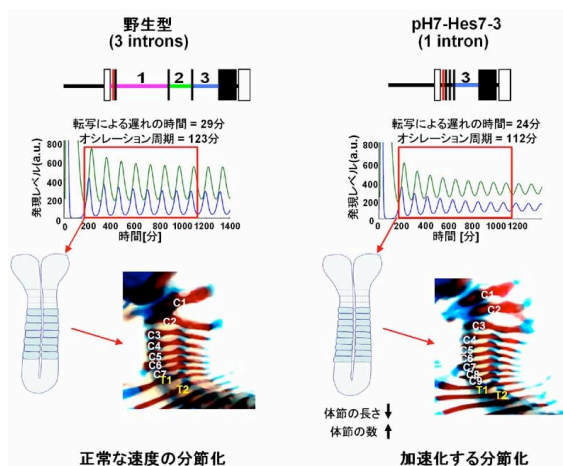 野生型
(3 introns)
pH7-Hes7-3
(1 intron)
1
2
3
3
転写による遅れの時間 = 29分
オシレーション周期 = 123分
転写による遅れの時間 = 24分
オシレーション周期 = 112分
発現レベル(a.u.)
800
600
400
200
0
0 200 400 600 800 1000 1200 1400
時間[分]
発現レベル(a.u.)
800
600
400
200
0
0 200 400 600 800 1000 1200
時間[分]
C1
C2
C3
C4
C5
C6
C7
T1
T2
C1
C2
C3
C4
C5
C6
C7
C8
C9
T1
T2
体節の長さ ↓
体節の数 ↑
正常な速度の分節化
加速化する分節化